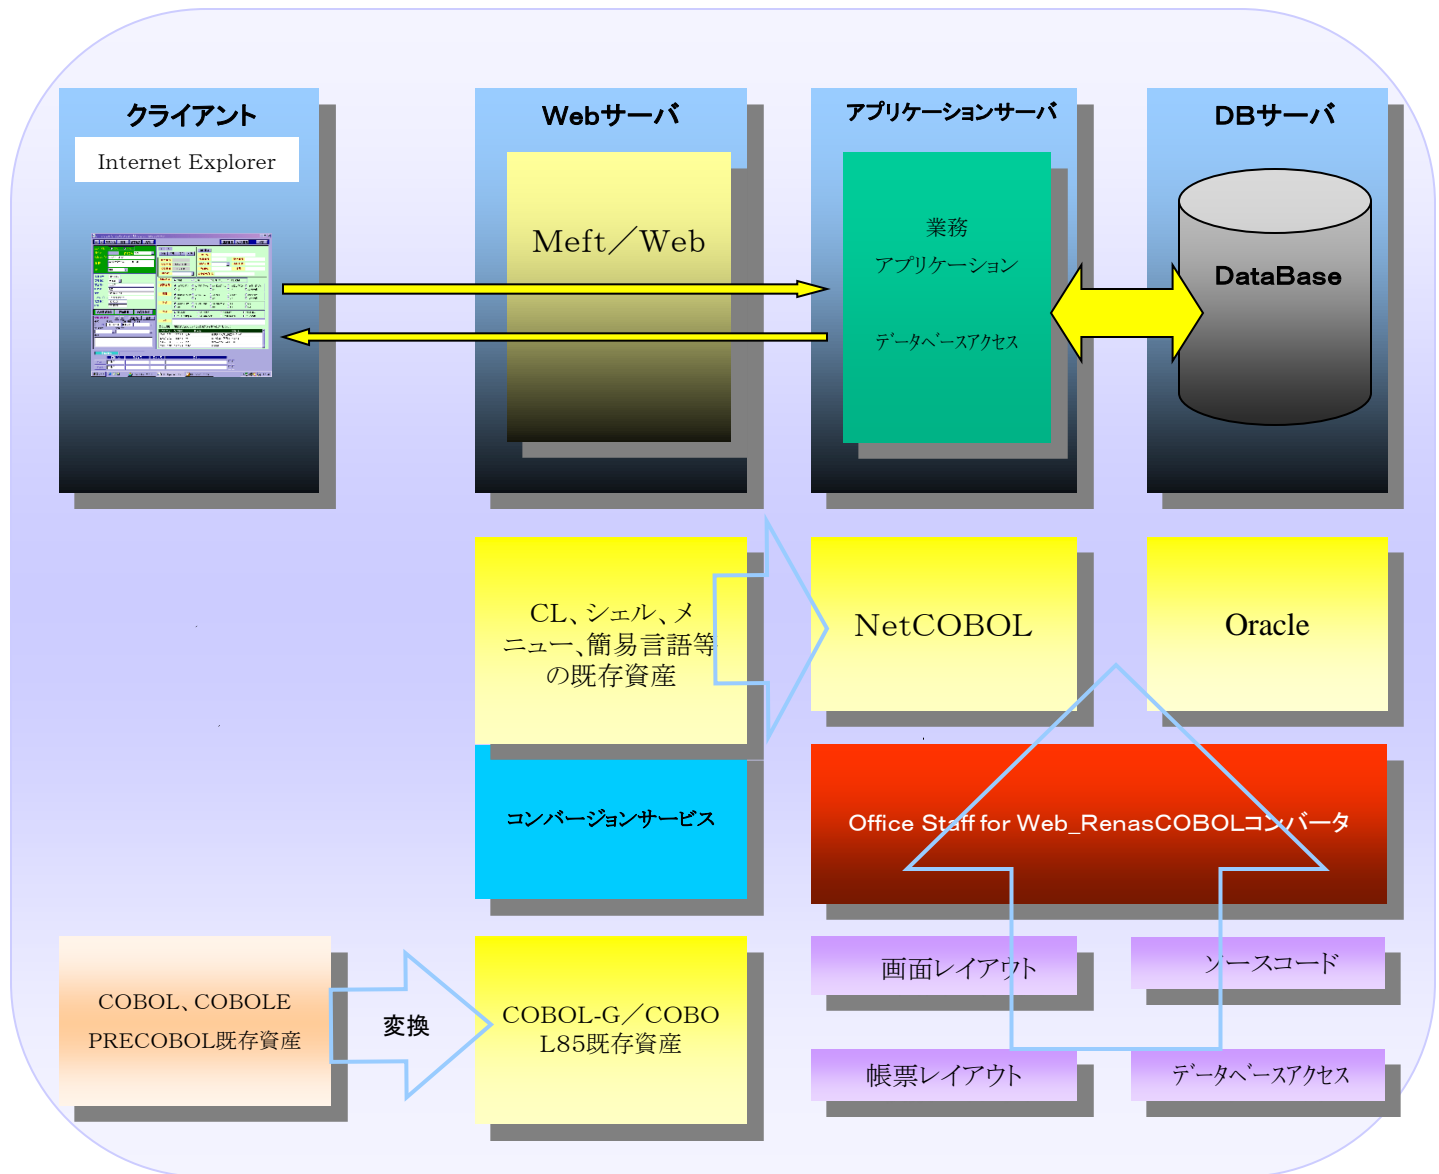 クライアント
Internet Explorer
Webサーバ
Meft／Web
アプリケーションサーバ
業務
アプリケーション
データベースアクセス
DBサーバ
DataBase
CL、シェル、メ
ニュー、簡易言語等
の既存資産
NetCOBOL
Oracle
コンバージョンサービス
Office Staff for Web_RenasCOBOLコンバータ
COBOL、COBOLE
PRECOBOL既存資産
変換
COBOL-G／COBO
L85既存資産
画面レイアウト
ソースコード
帳票レイアウト
データベースアクセス